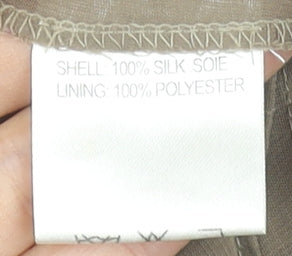 SHELL: 100% SILK SOIE
LINING: 100% POLYESTER